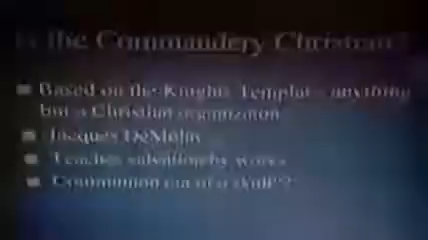 Is the Commandery Christian?
Based on the Knights Templar - anything
but a Christian organization
Jacques DeMolay
Teaches salvation by works
Communion out of a skull??